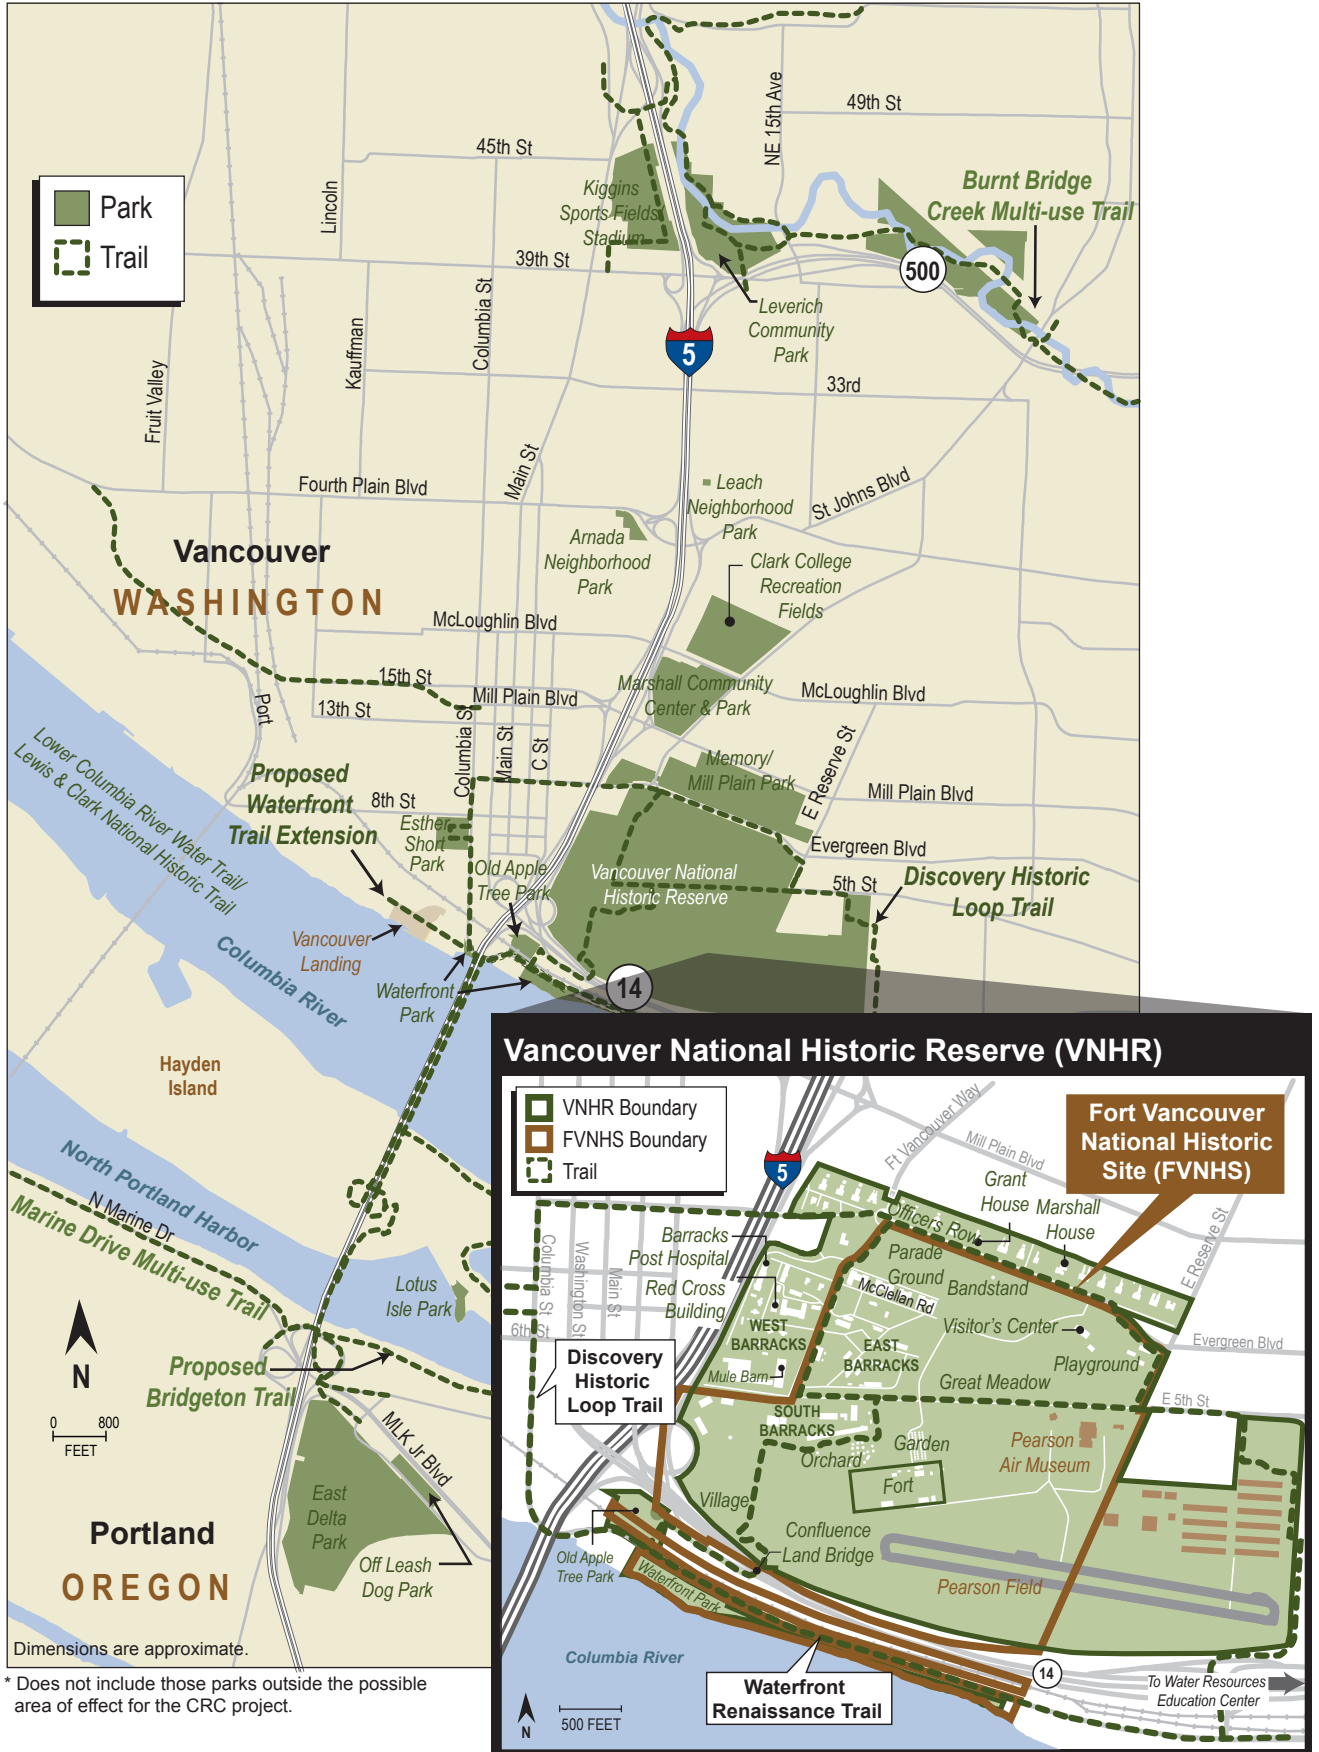 49th St
NE 15th Ave
45th St
Kiggins
Sports Fields
Stadium
Burnt Bridge
Creek Multi-use Trail
Park
Trail
Lincoln
39th St
500
Columbia St
Leverich
Community
Park
5
Kauffman
Fruit Valley
33rd
Main St
Fourth Plain Blvd
Leach
Neighborhood
Park
St Johns Blvd
Arnada
Neighborhood
Park
Clark College
Recreation
Fields
Vancouver
WASHINGTON
McLoughlin Blvd
15th St
Marshall Community
Center & Park
McLoughlin Blvd
Mill Plain Blvd
13th St
Port
Columbia St
Main St
C St
E Reserve St
Memory/
Mill Plain Park
Mill Plain Blvd
Lower Columbia River Water Trail/
Lewis & Clark National Historic Trail
Proposed
Waterfront
Trail Extension
8th St
Esther
Short
Park
Old Apple
Tree Park
Evergreen Blvd
Vancouver National
Historic Reserve
5th St
Discovery Historic
Loop Trail
Vancouver
Landing
Columbia River
Waterfront
Park
14
Hayden
Island
North Portland Harbor
N Marine Dr
Marine Drive Multi-use Trail
Lotus
Isle Park
N
Proposed
Bridgeton Trail
0 800
FEET
MLK Jr Blvd
East
Delta
Park
Portland
OREGON
Off Leash
Dog Park
Dimensions are approximate.
* Does not include those parks outside the possible
area of effect for the CRC project.
Vancouver National Historic Reserve (VNHR)
VNHR Boundary
FVNHS Boundary
Trail
5
Ft Vancouver Way
Mill Plain Blvd
Fort Vancouver
National Historic
Site (FVNHS)
Grant
House
Marshall
House
E Reserve St
Officers Row
Barracks
Post Hospital
Parade
Ground
Bandstand
Red Cross
Building
McClellan Rd
Columbia St
Washington St
Main St
6th St
WEST
BARRACKS
EAST
BARRACKS
Visitor's Center
Evergreen Blvd
Playground
Discovery
Historic
Loop Trail
Mule Barn
Great Meadow
E 5th St
SOUTH
BARRACKS
Orchard
Garden
Pearson
Air Museum
Fort
Village
Confluence
Land Bridge
Old Apple
Tree Park
Waterfront Park
Pearson Field
Columbia River
14
Waterfront
Renaissance Trail
To Water Resources
Education Center
N
500 FEET